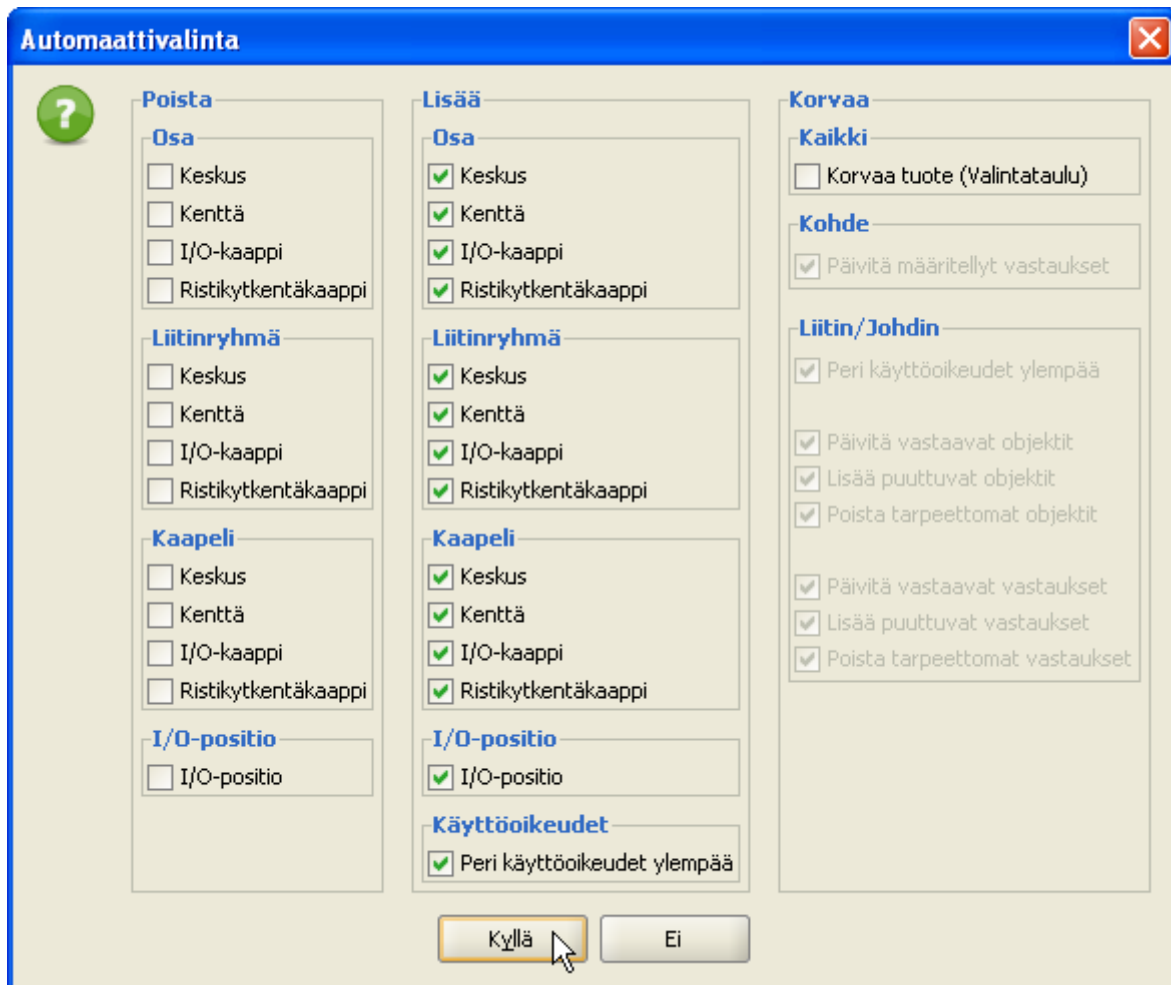 Automaattivalinta
Poista
Osa
Keskus
Kenttä
I/O-kaappi
Ristikytkentäkaappi
Liitinryhmä
Keskus
Kenttä
I/O-kaappi
Ristikytkentäkaappi
Kaapeli
Keskus
Kenttä
I/O-kaappi
Ristikytkentäkaappi
I/O-positio
I/O-positio
Lisää
Osa
Keskus
Kenttä
I/O-kaappi
Ristikytkentäkaappi
Liitinryhmä
Keskus
Kenttä
I/O-kaappi
Ristikytkentäkaappi
Kaapeli
Keskus
Kenttä
I/O-kaappi
Ristikytkentäkaappi
I/O-positio
I/O-positio
Käyttöoikeudet
Peri käyttöoikeudet ylempää
Korvaa
Kaikki
Korvaa tuote (Valintataulu)
Kohde
Päivitä määritellyt vastaukset
Liitin/Johdin
Peri käyttöoikeudet ylempää
Päivitä vastaavat objektit
Lisää puuttuvat objektit
Poista tarpeettomat objektit
Päivitä vastaavat vastaukset
Lisää puuttuvat vastaukset
Poista tarpeettomat vastaukset
Kyllä
Ei